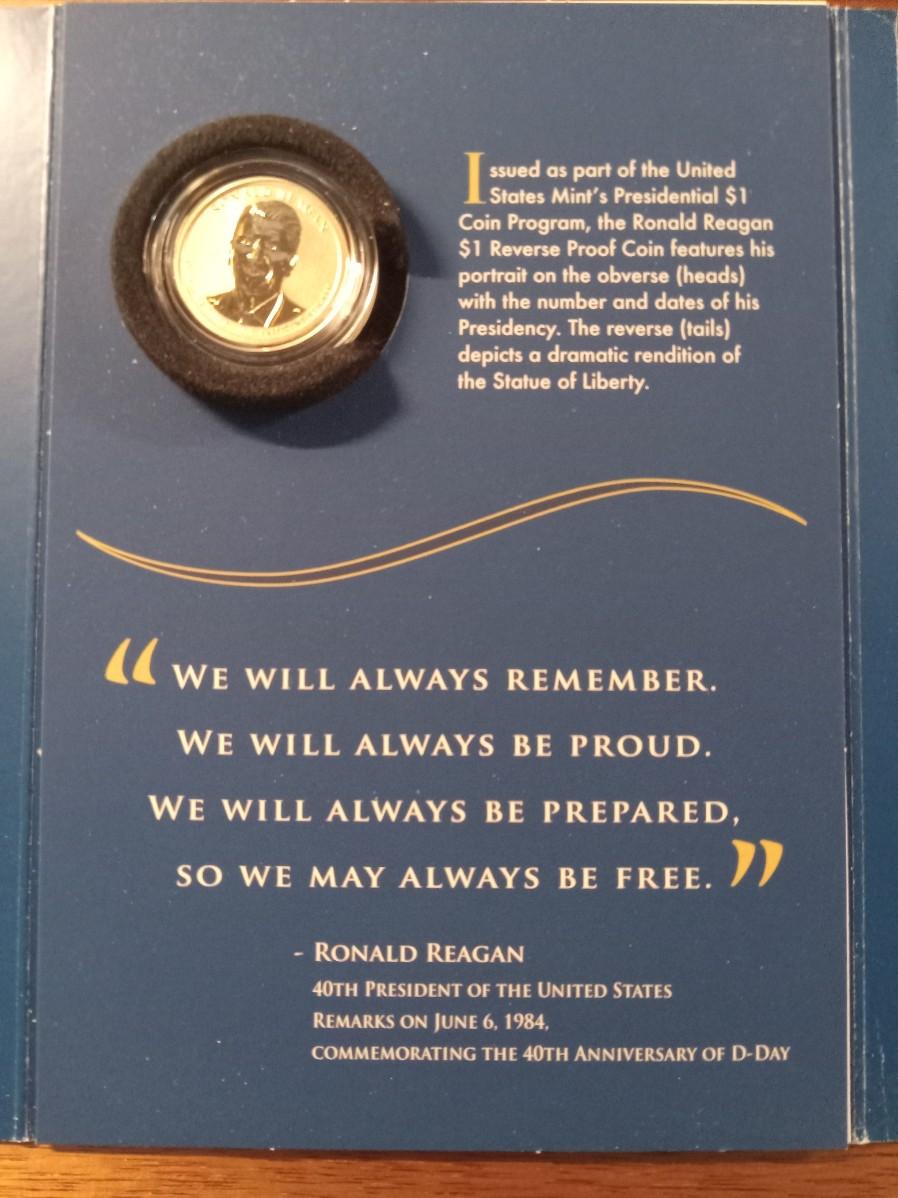 RONALD REAGAN
Issued as part of the United
States Mint's Presidential $1
Coin Program, the Ronald Reagan
$1 Reverse Proof Coin features his
portrait on the obverse (heads)
with the number and dates of his
Presidency. The reverse (tails)
depicts a dramatic rendition of
the Statue of Liberty.
“WE WILL ALWAYS REMEMBER.
WE WILL ALWAYS BE PROUD.
WE WILL ALWAYS BE PREPARED,
SO WE MAY ALWAYS BE FREE.”
- RONALD REAGAN
40TH PRESIDENT OF THE UNITED STATES
REMARKS ON JUNE 6, 1984,
COMMEMORATING THE 40TH ANNIVERSARY OF D-DAY